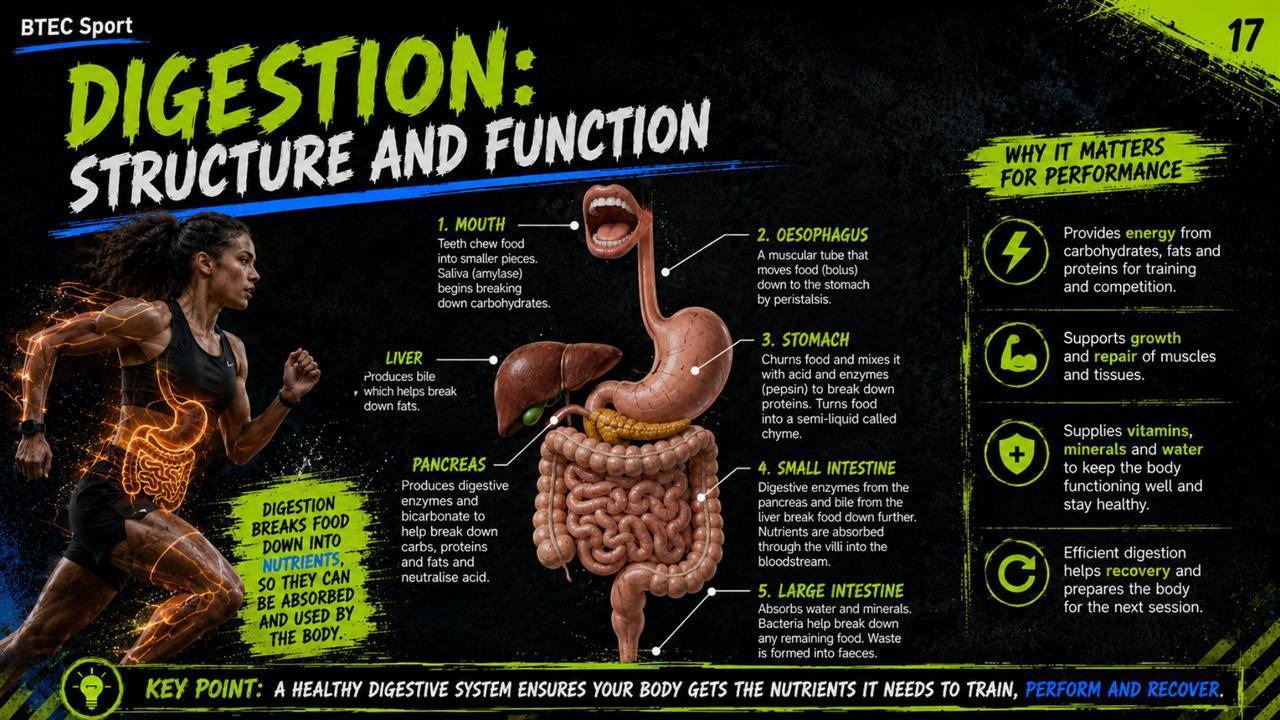 BTEC Sport
17
DIGESTION:
STRUCTURE AND FUNCTION
1. MOUTH
Teeth chew food
into smaller pieces.
Saliva (amylase)
begins breaking
down carbohydrates.
2. OESOPHAGUS
A muscular tube that
moves food (bolus)
down to the stomach
by peristalsis.
LIVER
Produces bile
which helps break
down fats.
3. STOMACH
Churns food and mixes it
with acid and enzymes
(pepsin) to break down
proteins. Turns food
into a semi-liquid called
chyme.
PANCREAS
Produces digestive
enzymes and
bicarbonate to
help break down
carbs, proteins
and fats and
neutralise acid.
4. SMALL INTESTINE
Digestive enzymes from the
pancreas and bile from the
liver break food down further.
Nutrients are absorbed
through the villi into the
bloodstream.
5. LARGE INTESTINE
Absorbs water and minerals.
Bacteria help break down
any remaining food. Waste
is formed into faeces.
DIGESTION
BREAKS FOOD
DOWN INTO
NUTRIENTS,
SO THEY CAN
BE ABSORBED
AND USED BY
THE BODY.
WHY IT MATTERS
FOR PERFORMANCE
Provides energy from
carbohydrates, fats and
proteins for training
and competition.
Supports growth
and repair of muscles
and tissues.
Supplies vitamins,
minerals and water
to keep the body
functioning well and
stay healthy.
Efficient digestion
helps recovery and
prepares the body
for the next session.
KEY POINT: A HEALTHY DIGESTIVE SYSTEM ENSURES YOUR BODY GETS THE NUTRIENTS IT NEEDS TO TRAIN, PERFORM AND RECOVER.